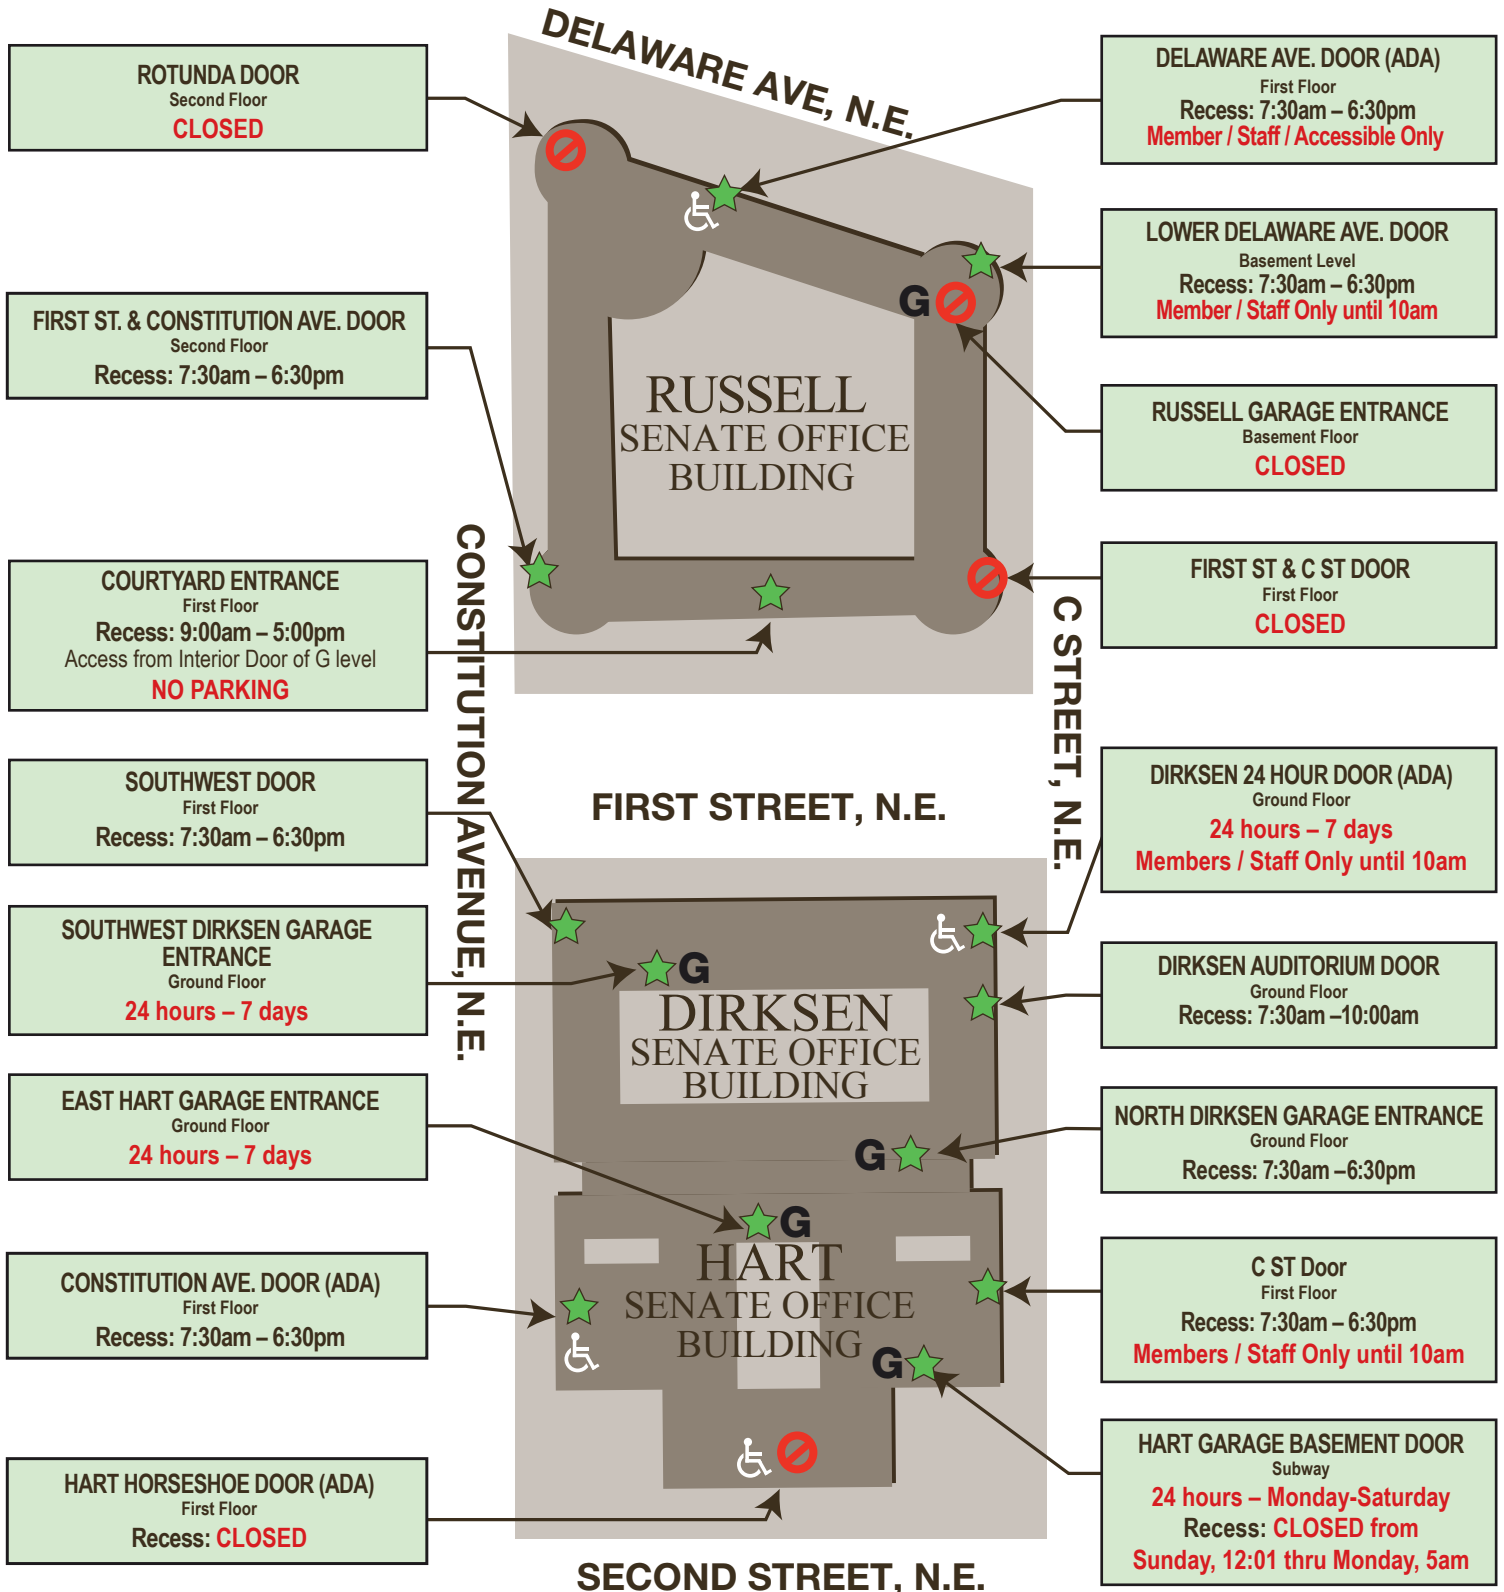 DELAWARE AVE, N.E.
ROTUNDA DOOR
Second Floor
CLOSED
FIRST ST. & CONSTITUTION AVE. DOOR
Second Floor
Recess: 7:30am – 6:30pm
COURTYARD ENTRANCE
First Floor
Recess: 9:00am – 5:00pm
Access from Interior Door of G level
NO PARKING
SOUTHWEST DOOR
First Floor
Recess: 7:30am – 6:30pm
SOUTHWEST DIRKSEN GARAGE
ENTRANCE
Ground Floor
24 hours – 7 days
EAST HART GARAGE ENTRANCE
Ground Floor
24 hours – 7 days
CONSTITUTION AVE. DOOR (ADA)
First Floor
Recess: 7:30am – 6:30pm
HART HORSESHOE DOOR (ADA)
First Floor
Recess: CLOSED
CONSTITUTION AVENUE, N.E.
G
RUSSELL
SENATE OFFICE
BUILDING
FIRST STREET, N.E.
G
DIRKSEN
SENATE OFFICE
BUILDING
G
G
HART
SENATE OFFICE
BUILDING
G
SECOND STREET, N.E.
C STREET, N.E.
DELAWARE AVE. DOOR (ADA)
First Floor
Recess: 7:30am – 6:30pm
Member / Staff / Accessible Only
LOWER DELAWARE AVE. DOOR
Basement Level
Recess: 7:30am – 6:30pm
Member / Staff Only until 10am
RUSSELL GARAGE ENTRANCE
Basement Floor
CLOSED
FIRST ST & C ST DOOR
First Floor
CLOSED
DIRKSEN 24 HOUR DOOR (ADA)
Ground Floor
24 hours – 7 days
Members / Staff Only until 10am
DIRKSEN AUDITORIUM DOOR
Ground Floor
Recess: 7:30am –10:00am
NORTH DIRKSEN GARAGE ENTRANCE
Ground Floor
Recess: 7:30am –6:30pm
C ST Door
First Floor
Recess: 7:30am – 6:30pm
Members / Staff Only until 10am
HART GARAGE BASEMENT DOOR
Subway
24 hours – Monday-Saturday
Recess: CLOSED from
Sunday, 12:01 thru Monday, 5am